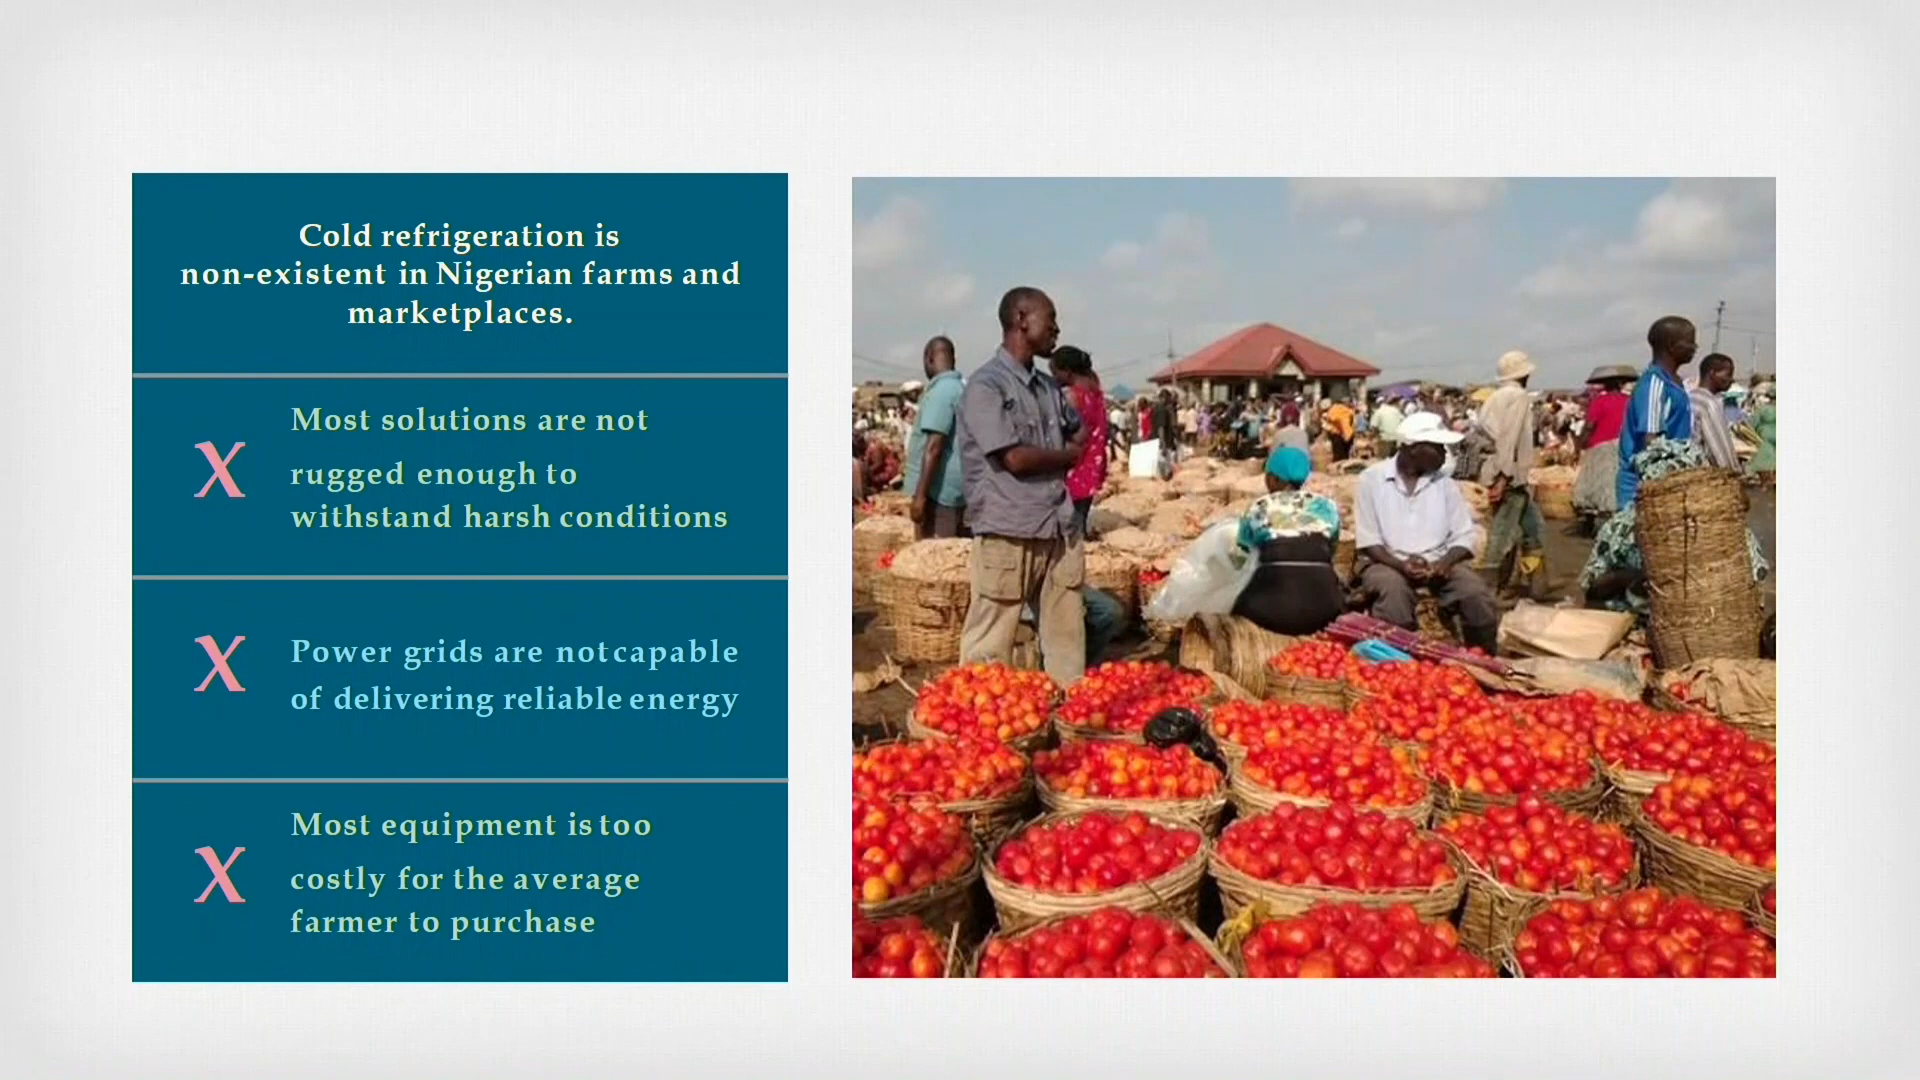 Cold refrigeration is
non-existent in Nigerian farms and
marketplaces.
X
Most solutions are not
rugged enough to
withstand harsh conditions
X
Power grids are not capable
of delivering reliable energy
X
Most equipment is too
costly for the average
farmer to purchase